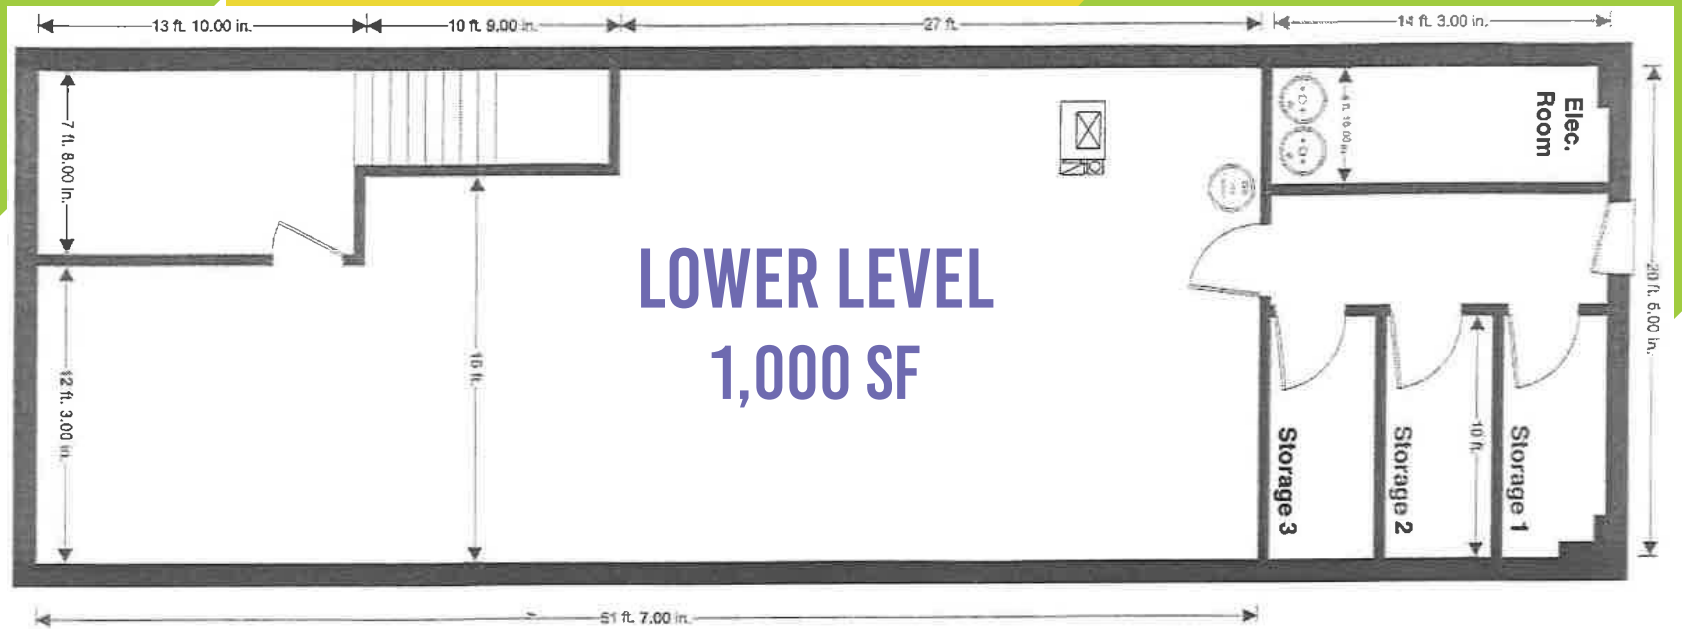 13 ft. 10.00 in.
10 ft 9.00 in.
27 ft.
14 ft. 3.00 in.
7 ft. 8.00 in.
Elec.
Room
20 ft. 6.00 in.
LOWER LEVEL
1,000 SF
12 ft. 3.00 in.
16 ft.
10 ft.
Storage 3
Storage 2
Storage 1
51 ft. 7.00 in.